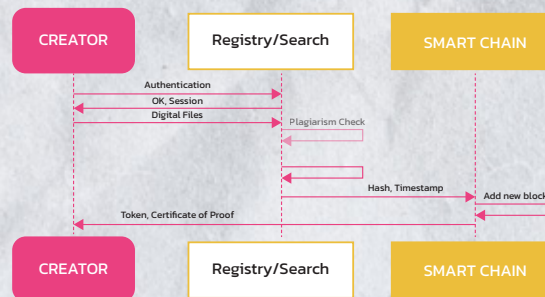 CREATOR
Registry/Search
SMART CHAIN
Authentication
OK, Session
Digital Files
Plagiarism Check
Hash, Timestamp
Add new block
Token, Certificate of Proof
CREATOR
Registry/Search
SMART CHAIN